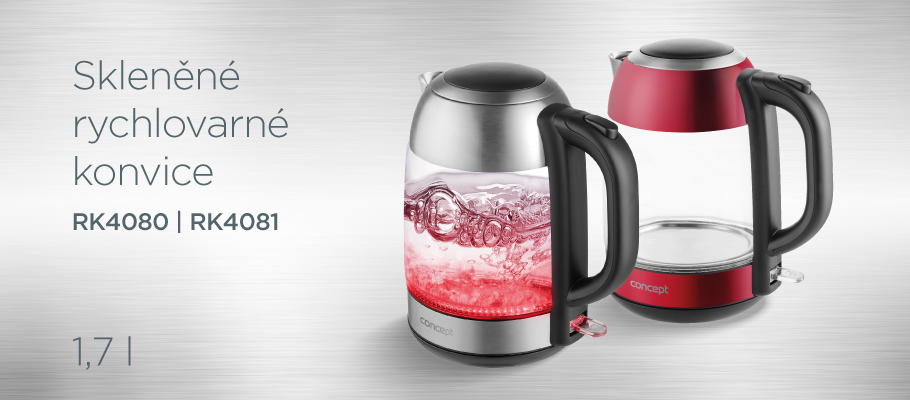 Skleněné
rychlovarné
konvice
RK4080 | RK4081
1,7 l
concept
concept